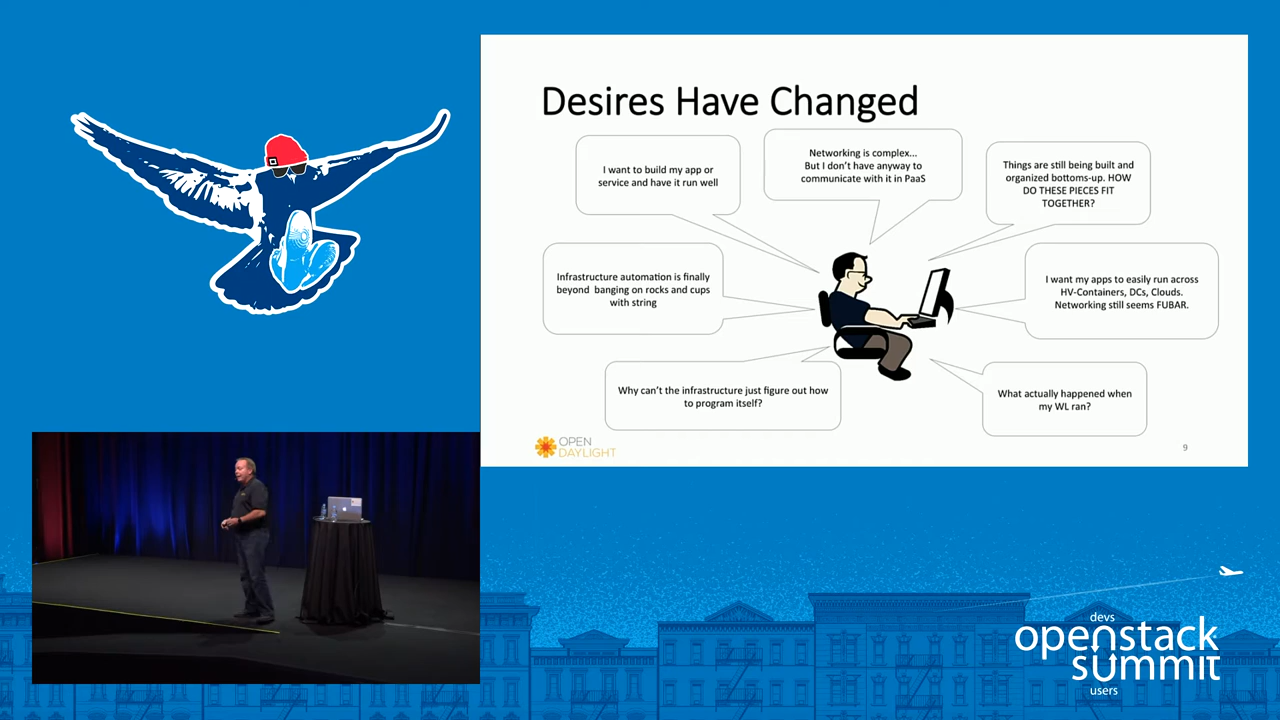 Desires Have Changed
I want to build my app or
service and have it run well
Networking is complex...
But I don't have anyway to
communicate with it in PaaS
Things are still being built and
organized bottoms-up. HOW
DO THESE PIECES FIT
TOGETHER?
Infrastructure automation is finally
beyond banging on rocks and cups
with string
I want my apps to easily run across
HV-Containers, DCs, Clouds.
Networking still seems FUBAR.
Why can't the infrastructure just figure out how
to program itself?
What actually happened when
my WL ran?
OPEN
DAYLIGHT
9
devs
openstack
summit
users